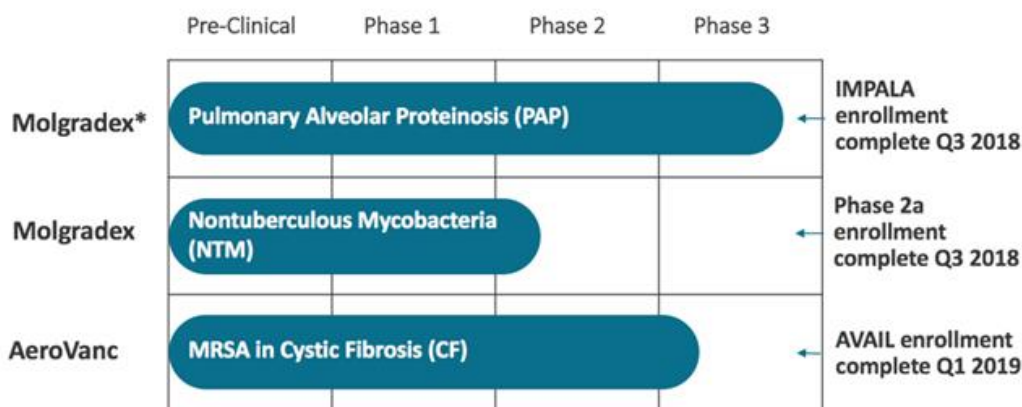 Pre-Clinical Phase 1 Phase 2 Phase 3
Molgradex*
Pulmonary Alveolar Proteinosis (PAP)
IMPALA
enrollment
complete Q3 2018
Molgradex
Nontuberculous Mycobacteria
(NTM)
Phase 2a
enrollment
complete Q3 2018
AeroVanc
MRSA in Cystic Fibrosis (CF)
AVAIL enrollment
complete Q1 2019